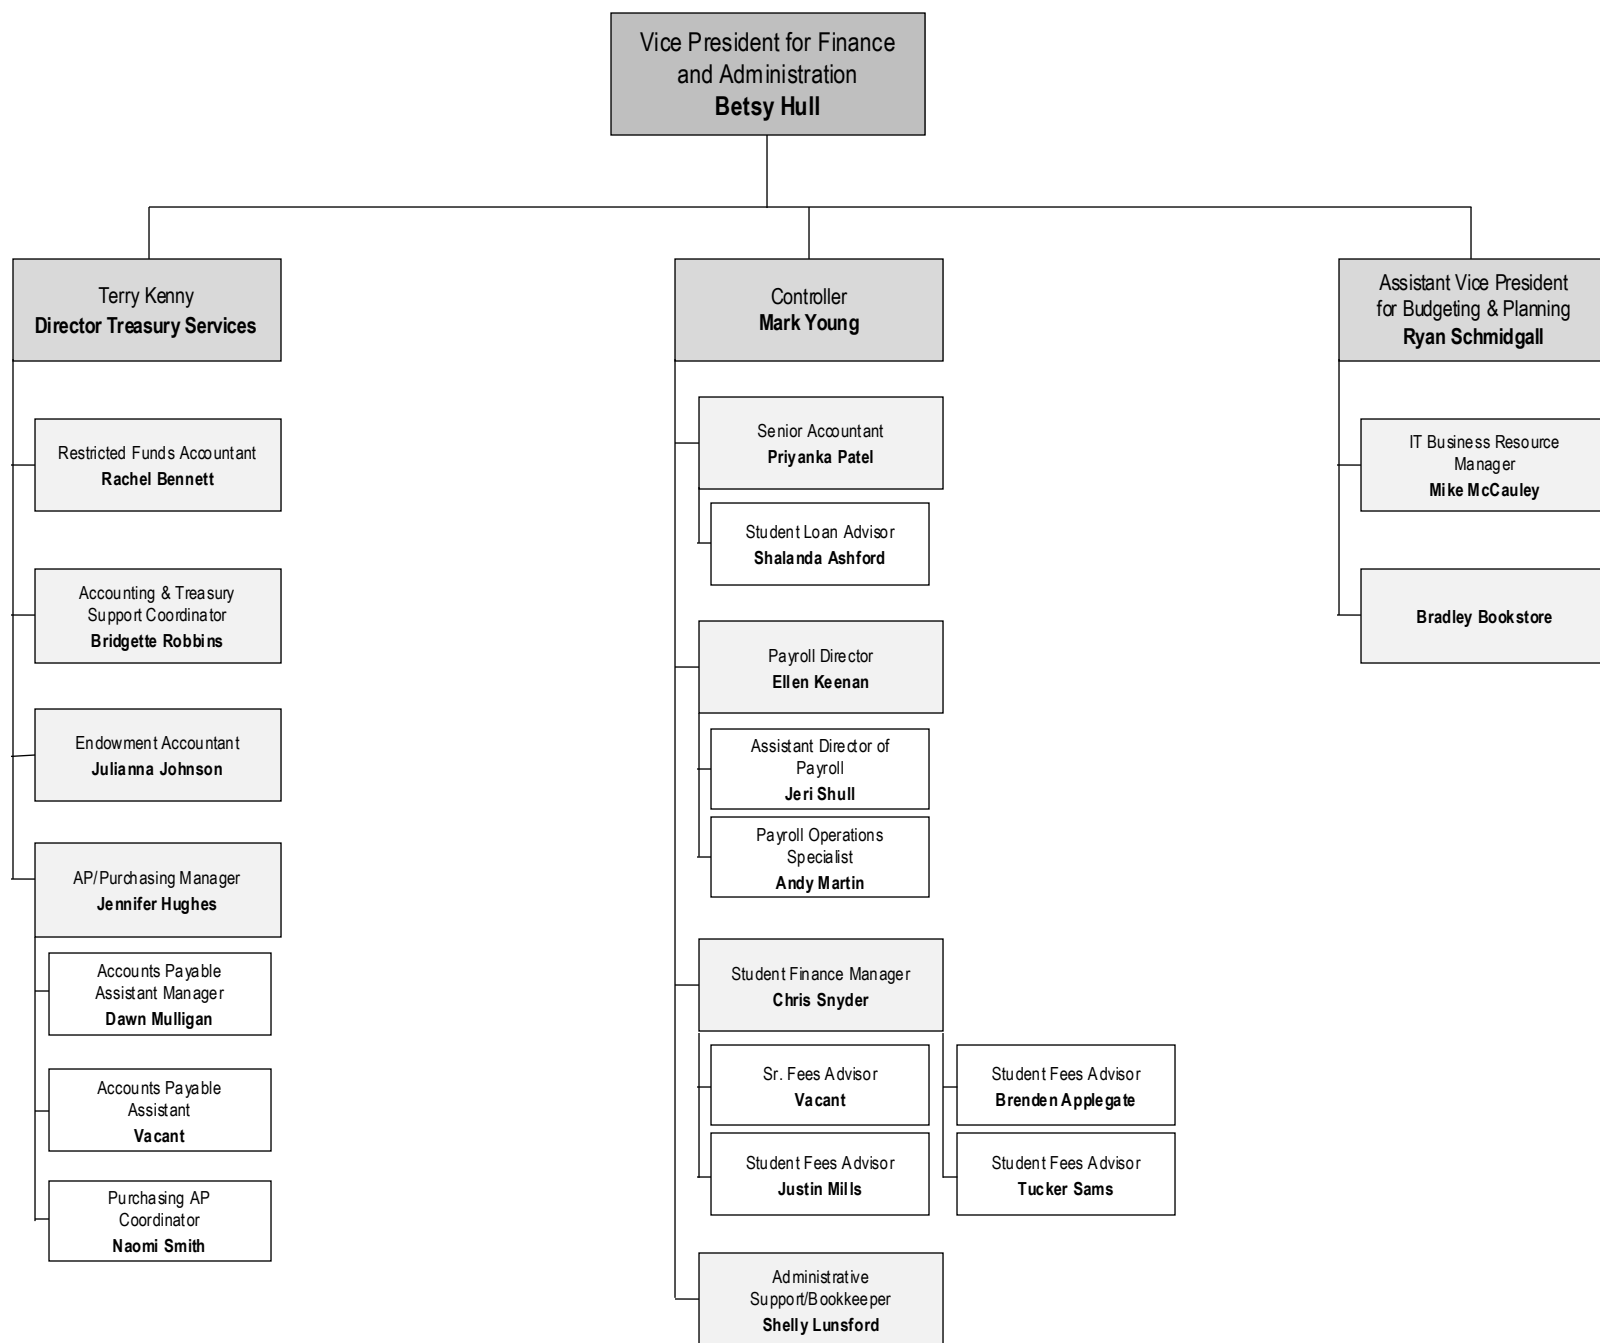 Vice President for Finance
and Administration
Betsy Hull
Terry Kenny
Director Treasury Services
Restricted Funds Accountant
Rachel Bennett
Accounting & Treasury
Support Coordinator
Bridgette Robbins
Endowment Accountant
Julianna Johnson
AP/Purchasing Manager
Jennifer Hughes
Accounts Payable
Assistant Manager
Dawn Mulligan
Accounts Payable
Assistant
Vacant
Purchasing AP
Coordinator
Naomi Smith
Controller
Mark Young
Senior Accountant
Priyanka Patel
Student Loan Advisor
Shalanda Ashford
Payroll Director
Ellen Keenan
Assistant Director of
Payroll
Jeri Shull
Payroll Operations
Specialist
Andy Martin
Student Finance Manager
Chris Snyder
Sr. Fees Advisor
Vacant
Student Fees Advisor
Brenden Applegate
Student Fees Advisor
Justin Mills
Student Fees Advisor
Tucker Sams
Administrative
Support/Bookkeeper
Shelly Lunsford
Assistant Vice President
for Budgeting & Planning
Ryan Schmidgall
IT Business Resource
Manager
Mike McCauley
Bradley Bookstore